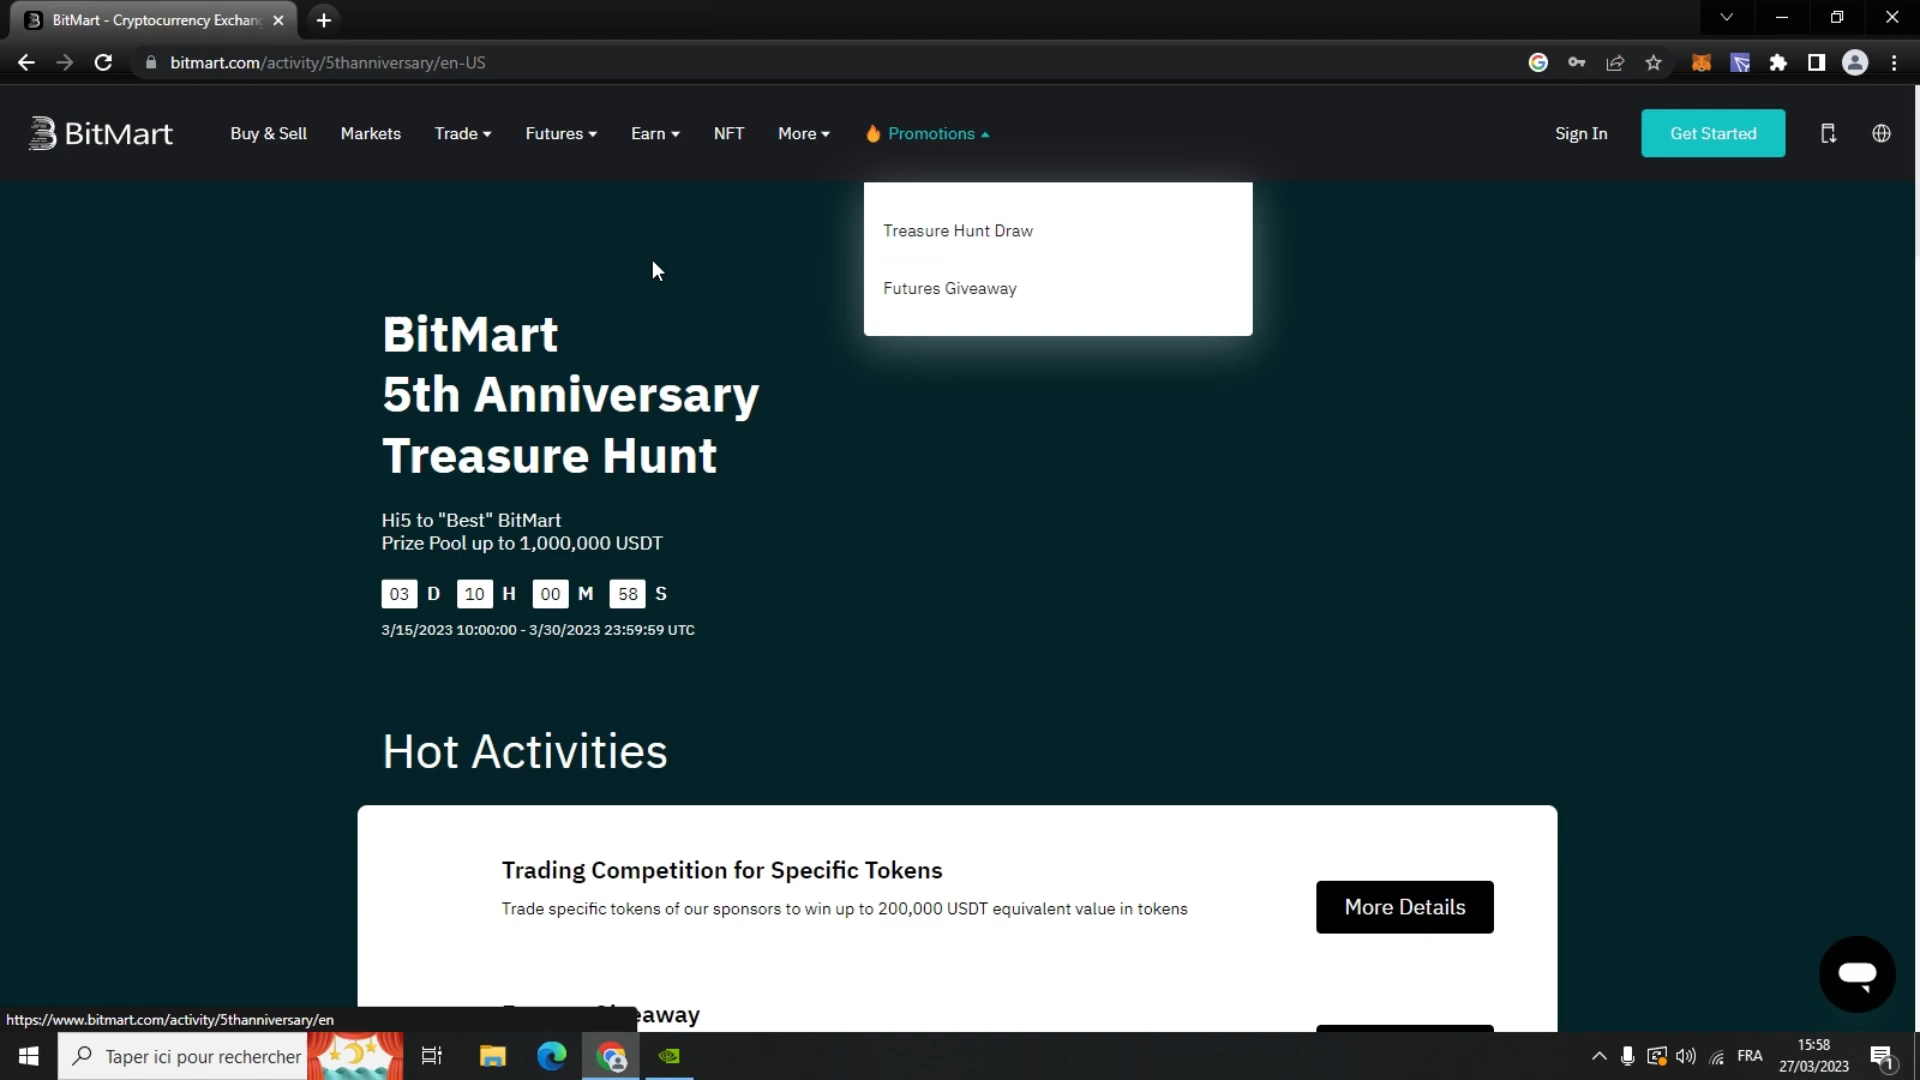 BitMart - Cryptocurrency Exchan
bitmart.com/activity/5thanniversary/en-US
BitMart
Buy & Sell
Markets
Trade
Futures
Earn
NFT
More
Promotions
Sign In
Get Started
Treasure Hunt Draw
Futures Giveaway
BitMart
5th Anniversary
Treasure Hunt
Hi5 to "Best" BitMart
Prize Pool up to 1,000,000 USDT
03 D 10 H 00 M 58 S
3/15/2023 10:00:00 - 3/30/2023 23:59:59 UTC
Hot Activities
Trading Competition for Specific Tokens
Trade specific tokens of our sponsors to win up to 200,000 USDT equivalent value in tokens
More Details
https://www.bitmart.com/activity/5thanniversary/en
Taper ici pour rechercher
FRA
15:58
27/03/2023
1